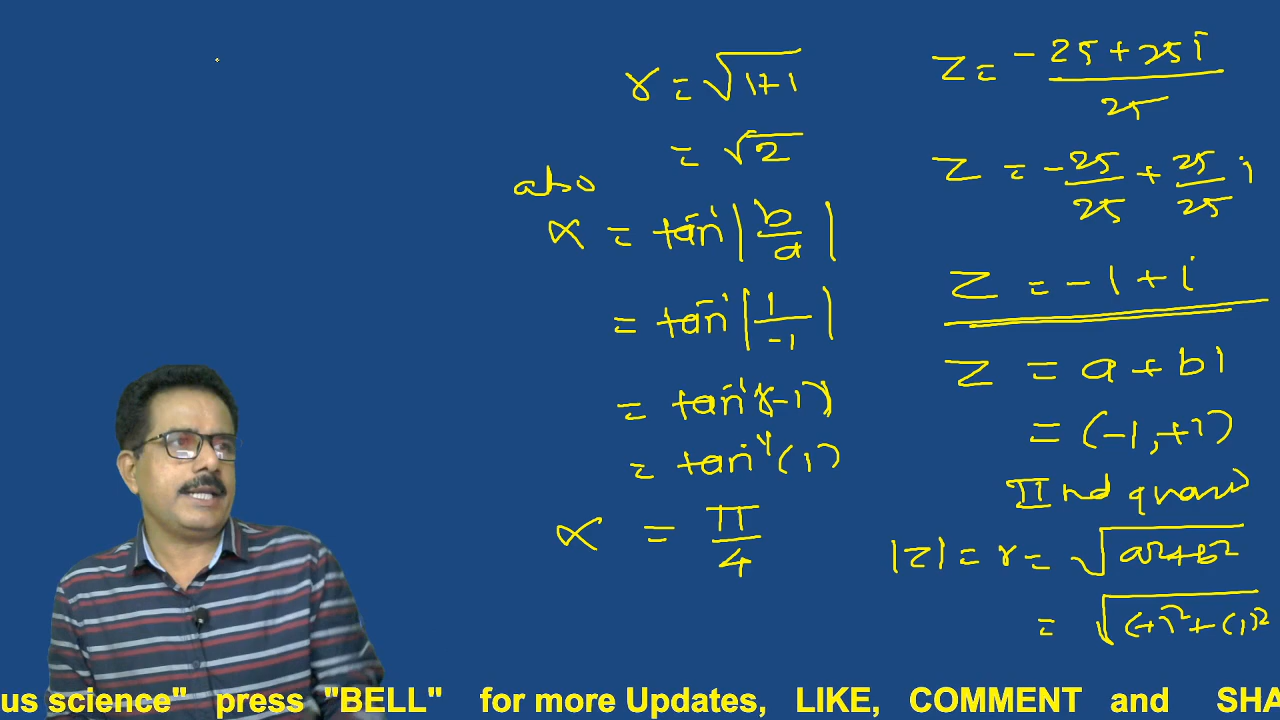 Z = -25 + 25i / 25
Z = -25/25 + 25/25 i
Z = -1 + i
Z = a + bi
= (-1, +1)
II nd quad
|Z| = r = √(a² + b²)
= √((-1)² + (1)²)
r = √(1+1)
= √2
also
α = tan⁻¹ |b/a|
= tan⁻¹ |1/-1|
= tan⁻¹ |-1|
= tan⁻¹ (1)
α = π/4
us science" press "BELL" for more Updates, LIKE, COMMENT and SHA